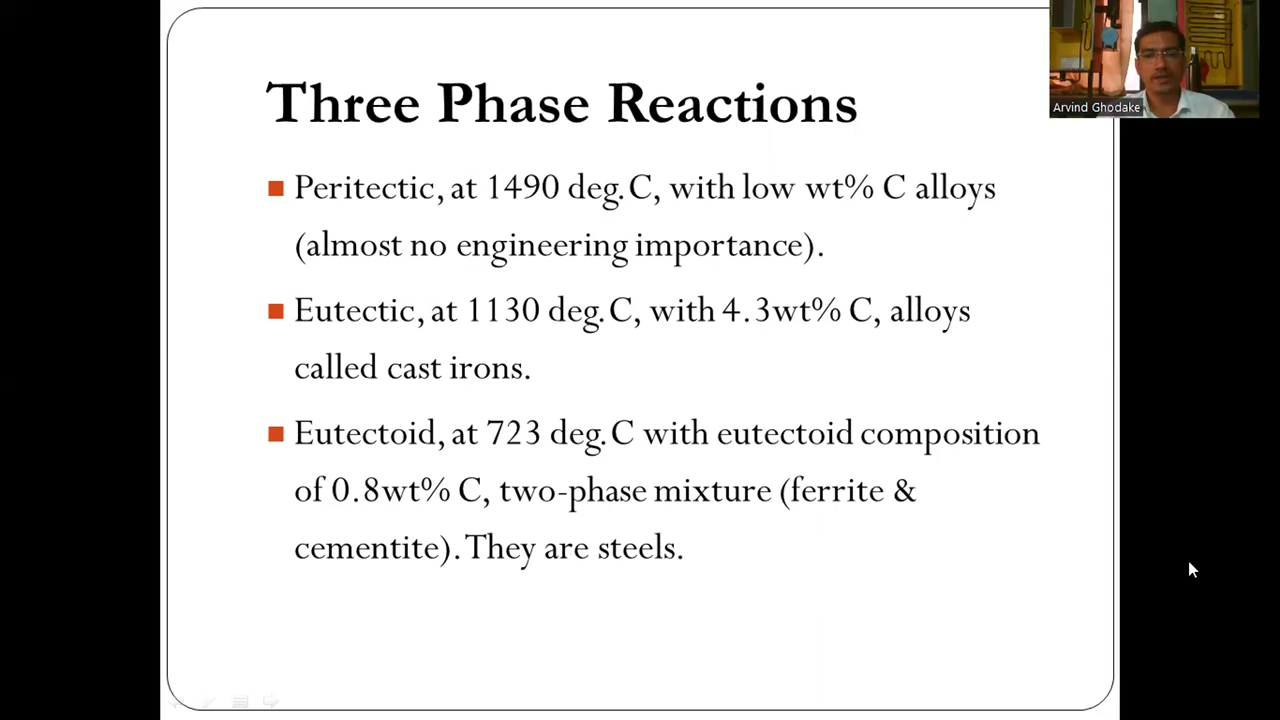 Three Phase Reactions
Arvind Ghodake
■ Peritectic, at 1490 deg.C, with low wt% C alloys
(almost no engineering importance).
■ Eutectic, at 1130 deg.C, with 4.3wt% C, alloys
called cast irons.
■ Eutectoid, at 723 deg.C with eutectoid composition
of 0.8wt% C, two-phase mixture (ferrite &
cementite). They are steels.